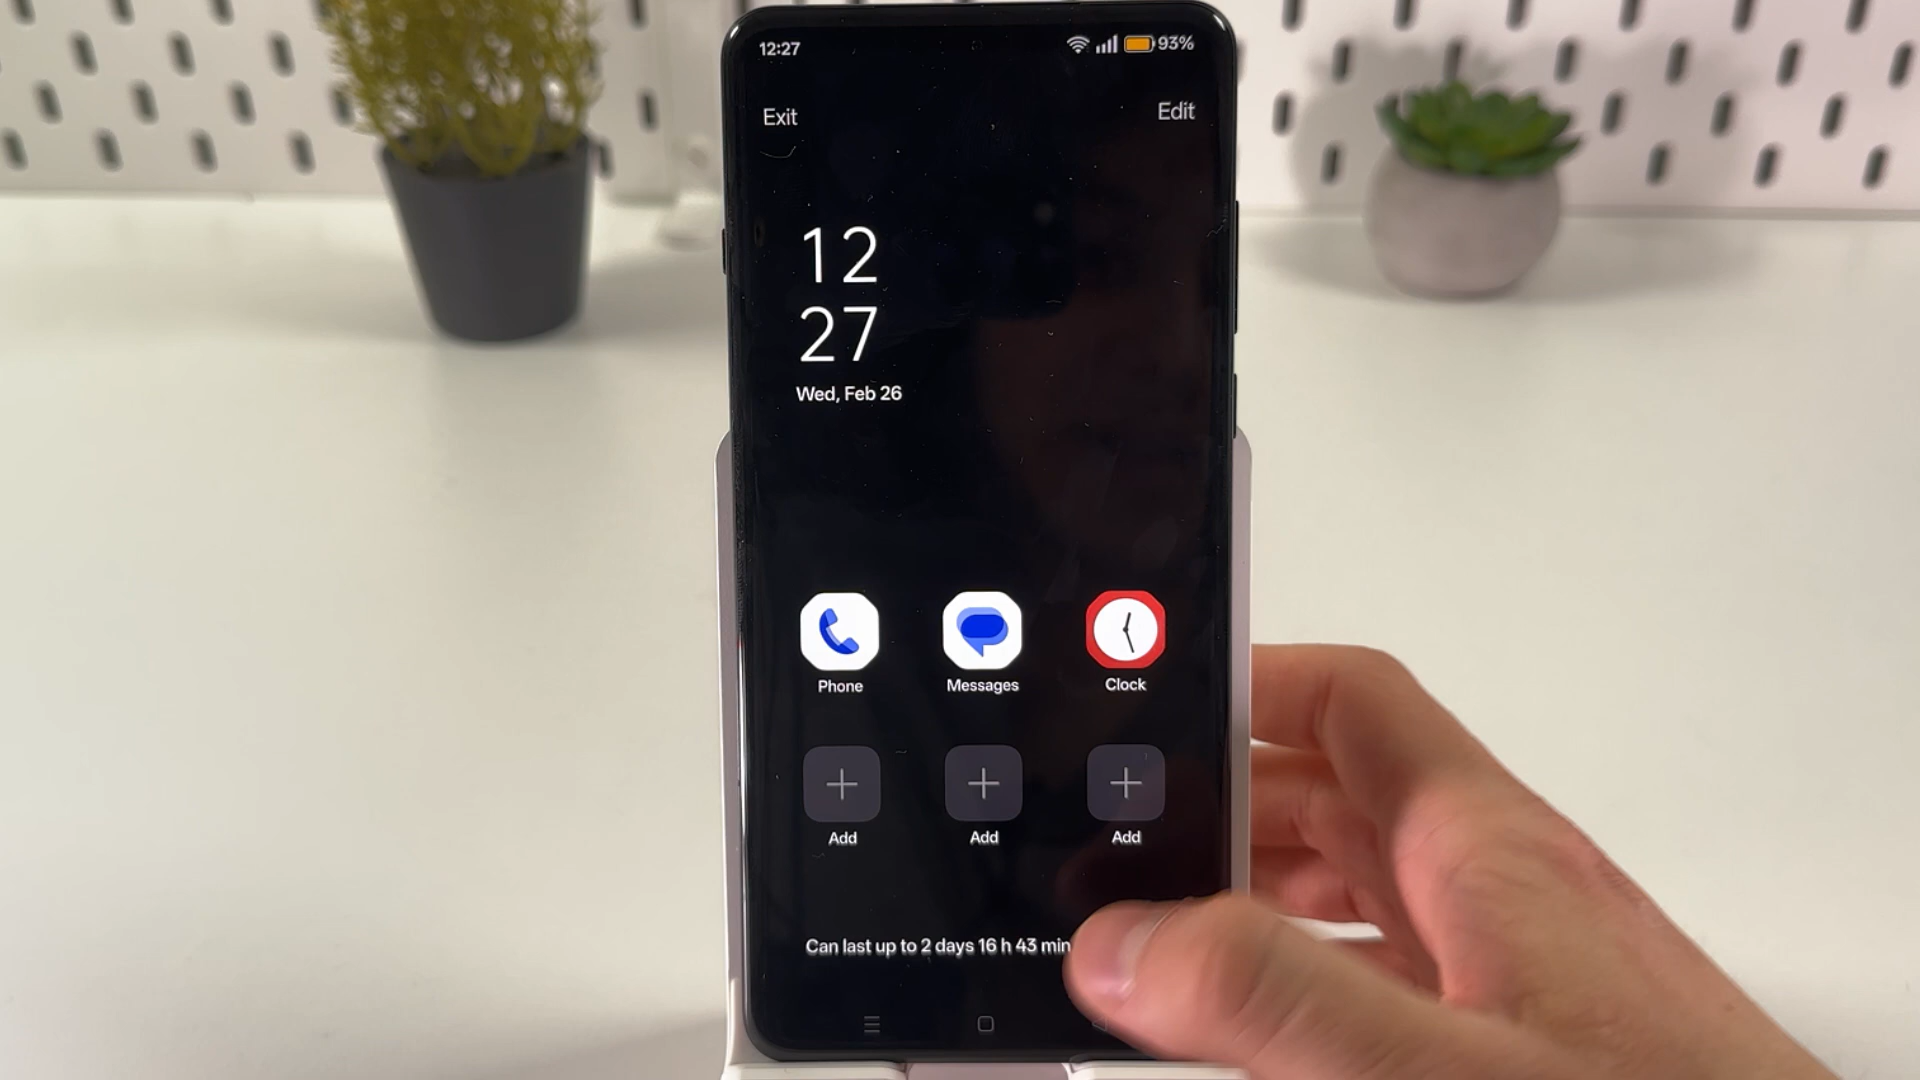 12:27
93%
Exit
Edit
12
27
Wed, Feb 26
Phone
Messages
Clock
Add
Add
Add
Can last up to 2 days 16 h 43 min